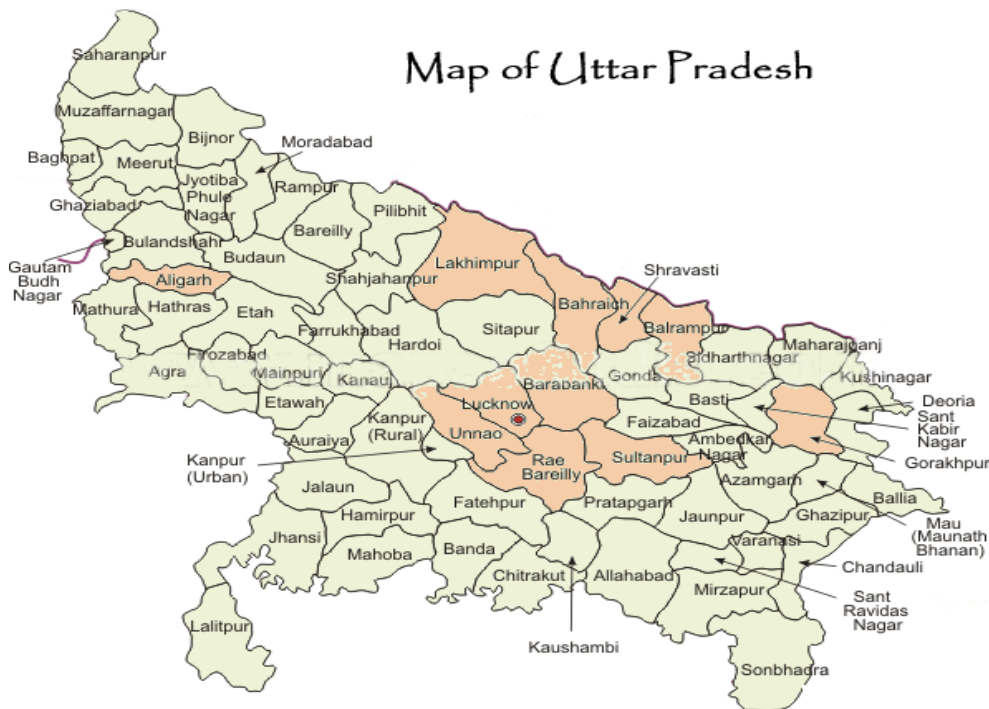 Map of Uttar Pradesh
Saharanpur
Muzaffarnagar
Bijnor
Moradabad
Baghpat
Meerut
Jyotiba
Phule
Nagar
Rampur
Ghaziabad
Pilibhit
Bareilly
Bulandshahr
Budaun
Gautam
Budh
Nagar
Aligarh
Shahjahanpur
Lakhimpur
Shravasti
Bahraich
Balrampur
Mathura
Hathras
Etah
Farrukhabad
Hardoi
Sitapur
Sidharthnagar
Maharajganj
Agra
Firozabad
Mainpuri
Kanauj
Barabanki
Gonda
Kushinagar
Etawah
Kanpur
(Rural)
Lucknow
Unnao
Faizabad
Basti
Deoria
Sant
Kabir
Nagar
Gorakhpur
Auraiya
Kanpur
(Urban)
Rae
Bareilly
Sultanpur
Ambedkar
Nagar
Azamgarh
Jalaun
Hamirpur
Fatehpur
Pratapgarh
Jaunpur
Ghazipur
Ballia
Mau
(Maunath
Bhanan)
Jhansi
Mahoba
Banda
Chitrakut
Allahabad
Varanasi
Chandauli
Mirzapur
Sant
Ravidas
Nagar
Lalitpur
Kaushambi
Sonbhadra